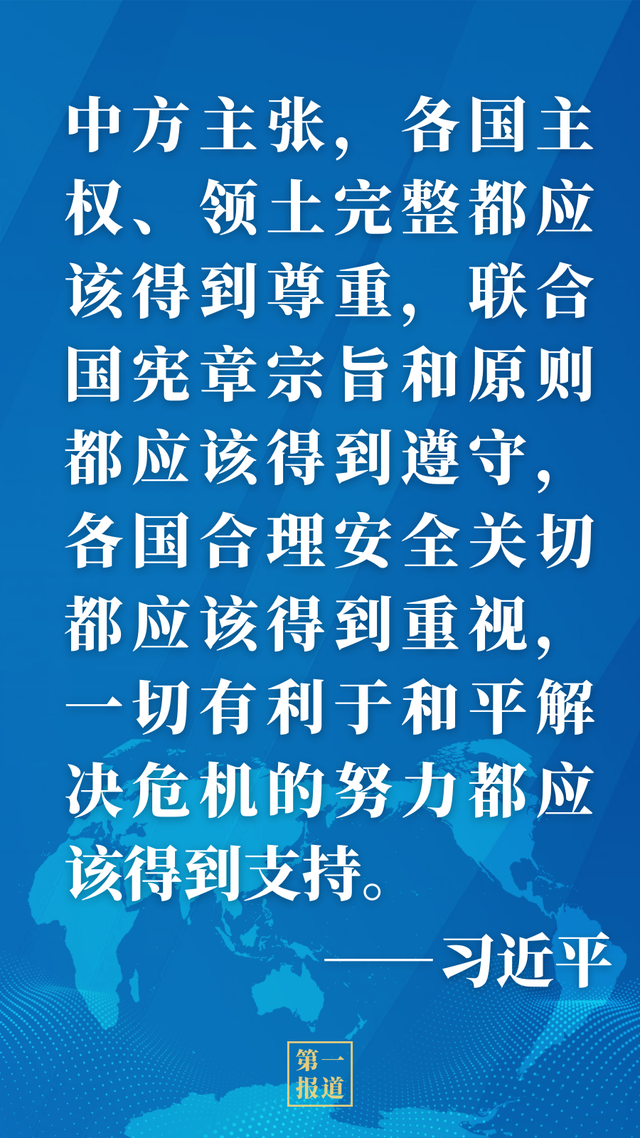 中方主张，各国主
权、领土完整都应
该得到尊重，联合
国宪章宗旨和原则
都应该得到遵守，
各国合理安全关切
都应该得到重视，
一切有利于和平解
决危机的努力都应
该得到支持。
——习近平
第一
报道